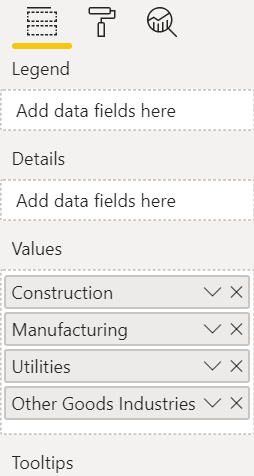 Legend
Add data fields here
Details
Add data fields here
Values
Construction
Manufacturing
Utilities
Other Goods Industries
Tooltips